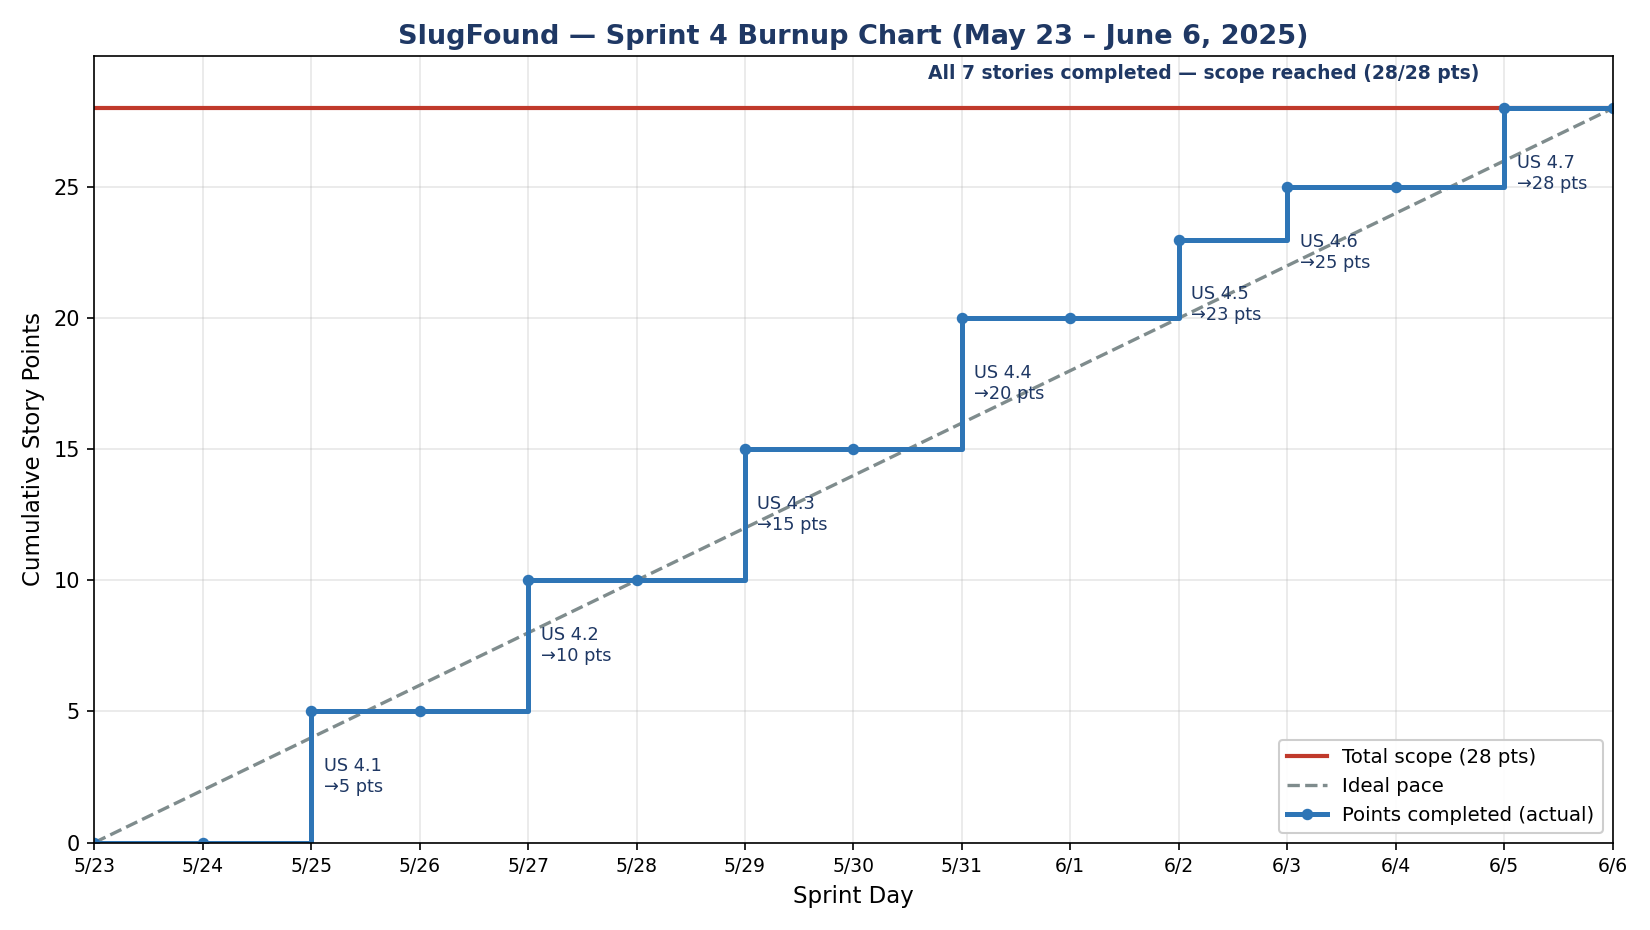 SlugFound — Sprint 4 Burnup Chart (May 23 – June 6, 2025)
All 7 stories completed — scope reached (28/28 pts)
Cumulative Story Points
25
20
15
10
5
0
US 4.7
→28 pts
US 4.6
→25 pts
US 4.5
→23 pts
US 4.4
→20 pts
US 4.3
→15 pts
US 4.2
→10 pts
US 4.1
→5 pts
Total scope (28 pts)
Ideal pace
Points completed (actual)
5/23 5/24 5/25 5/26 5/27 5/28 5/29 5/30 5/31 6/1 6/2 6/3 6/4 6/5 6/6
Sprint Day